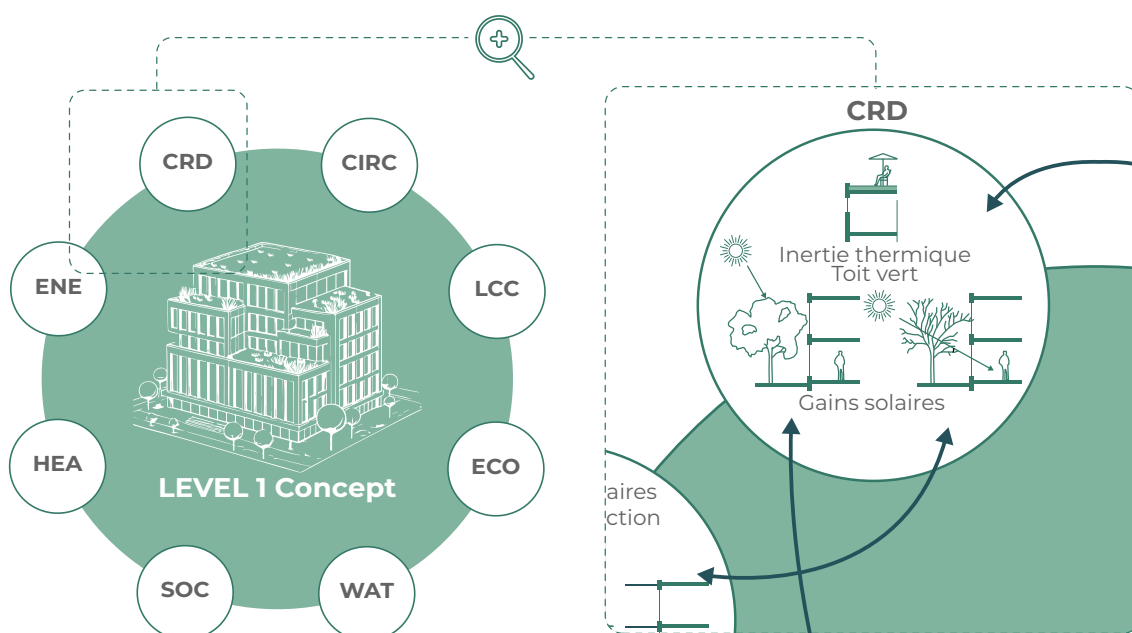 CRD
CIRC
ENE
LCC
HEA
ECO
LEVEL 1 Concept
SOC
WAT
CRD
Inertie thermique
Toit vert
Gains solaires
aires
ction